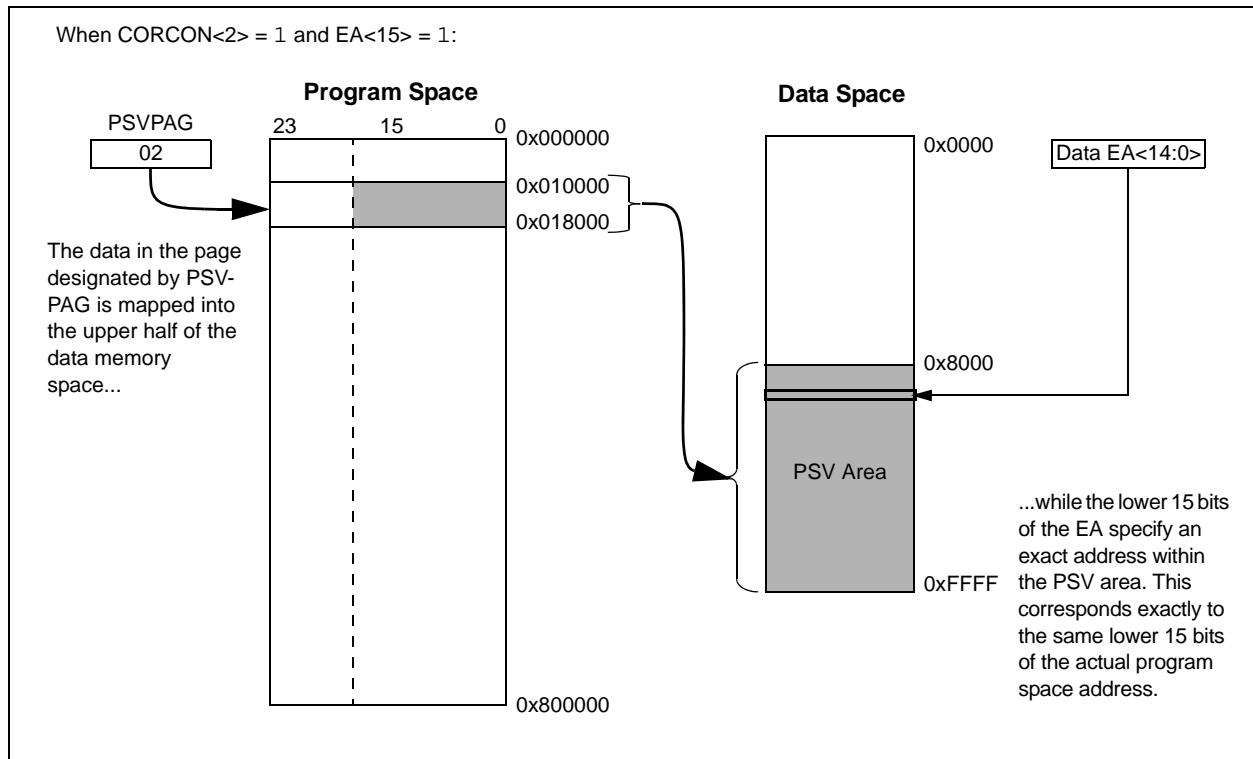 When CORCON<2> = 1 and EA<15> = 1:
Program Space
Data Space
PSVPAG
02
23 15 0
0x000000
0x010000
0x018000
0x800000
The data in the page
designated by PSV-
PAG is mapped into
the upper half of the
data memory
space...
0x0000
0x8000
0xFFFF
PSV Area
Data EA<14:0>
...while the lower 15 bits
of the EA specify an
exact address within
the PSV area. This
corresponds exactly to
the same lower 15 bits
of the actual program
space address.